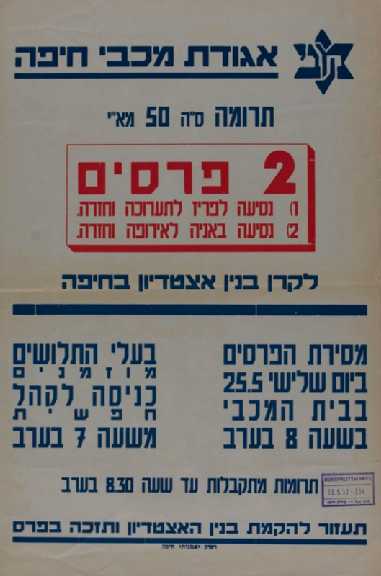 אגודת מכבי חיפה
תרומה ס"ה 50 מא"י
2 פרסים
1) נסיעה לפריז לתערוכה וחזרה.
2) נסיעה באניה לאירופה וחזרה.
לקרן בנין אצטדיון בחיפה
מסירת הפרסים
ביום שלישי 25.5
בבית המכבי
בשעה 8 בערב
בעלי התלושים
מוזמנים
כניסה לקהל
חפשית
משעה 7 בערב
תרומות מתקבלות עד שעה 8.30 בערב
תעזור להקמת בנין האצטדיון ותזכה בפרס